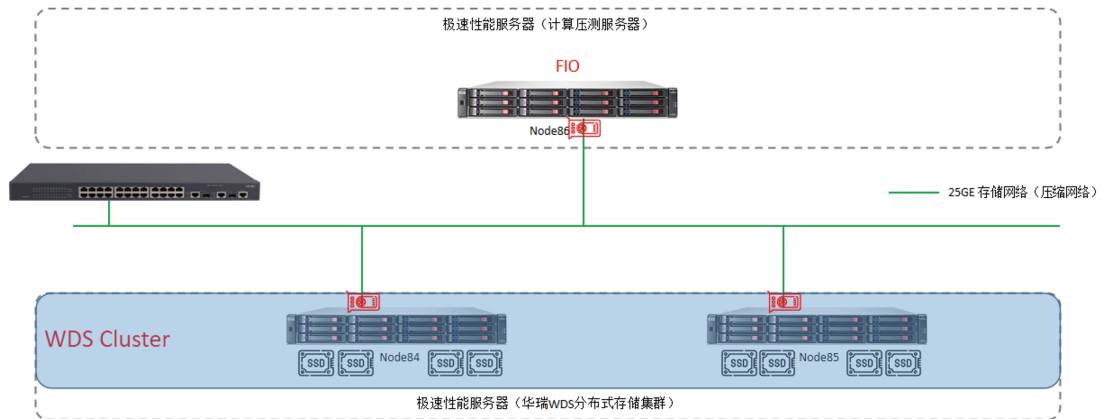 极速性能服务器（计算压测服务器）
FIO
Node86
25GE 存储网络（压缩网络）
WDS Cluster
Node84
Node85
SSD
SSD
SSD
SSD
SSD
SSD
SSD
SSD
极速性能服务器（华瑞WDS分布式存储集群）